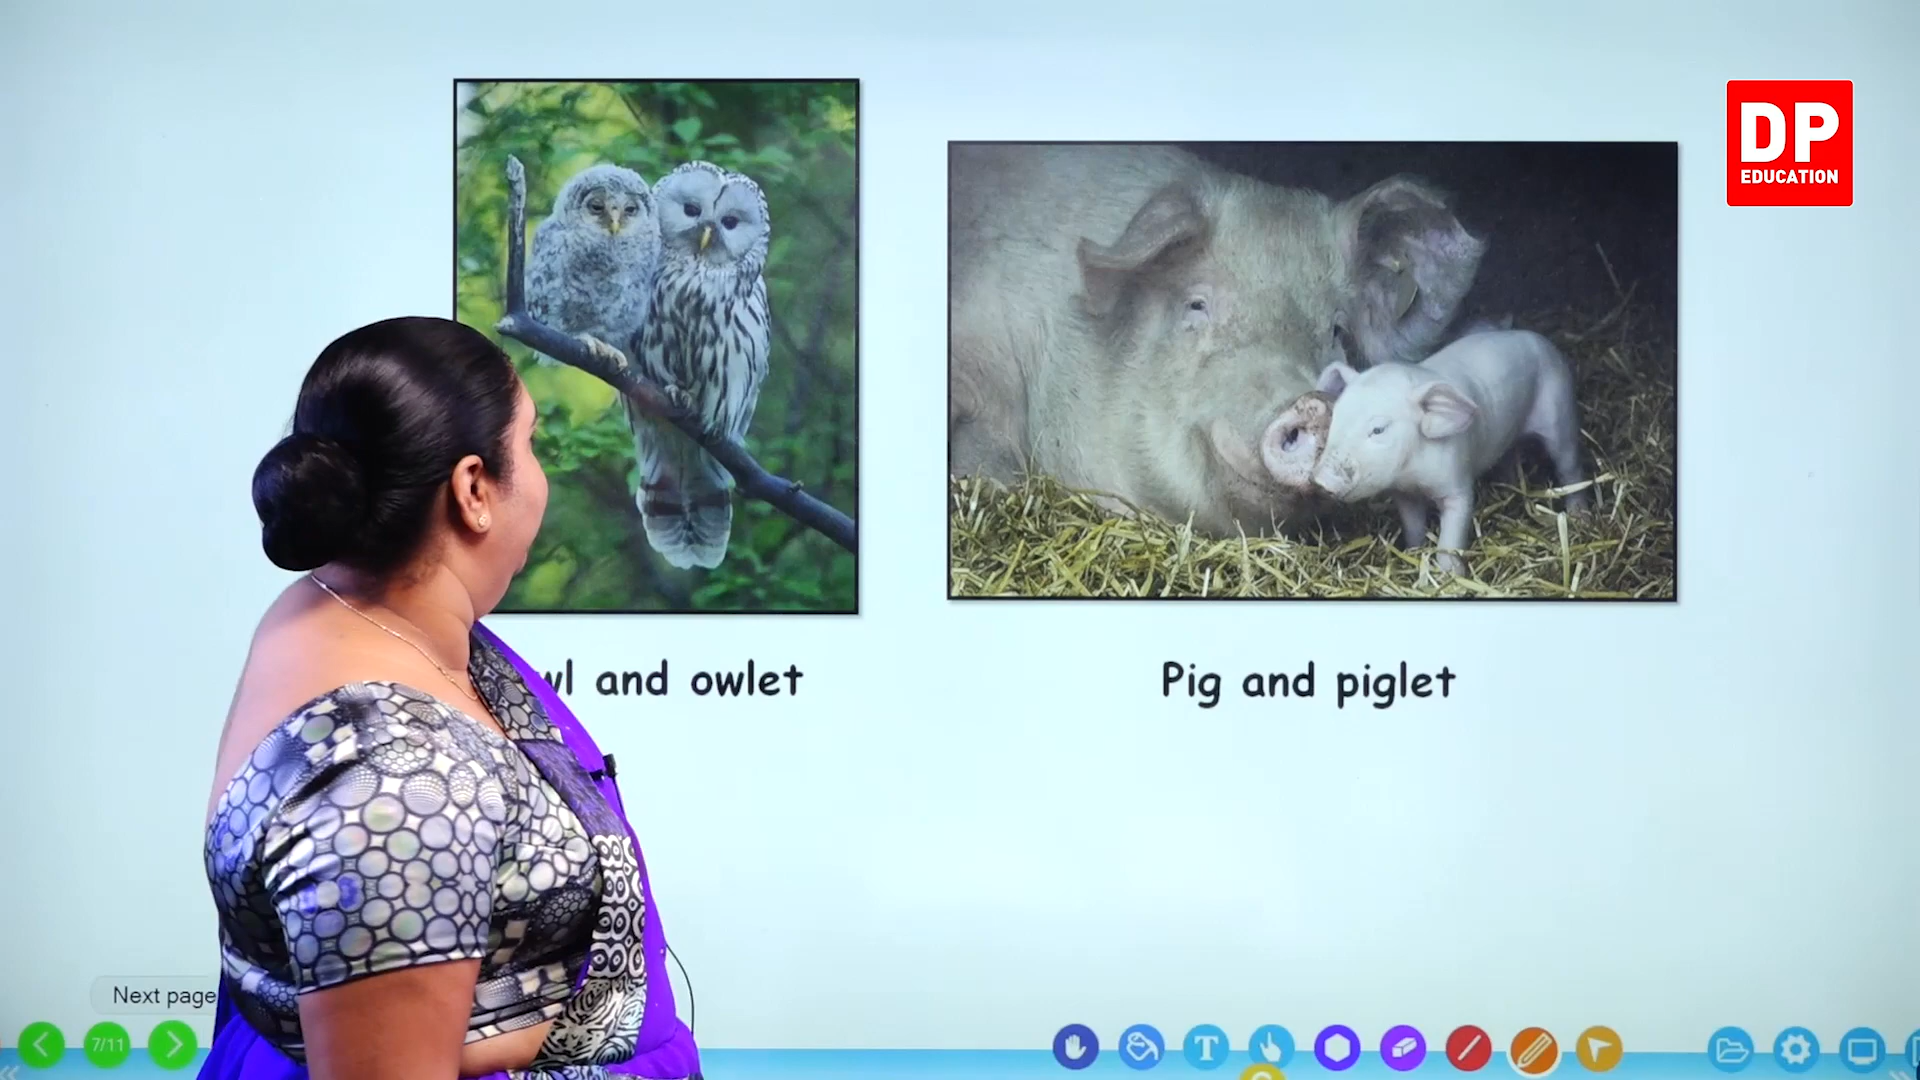 DP
EDUCATION
wl and owlet
Pig and piglet
Next page
7/11
T